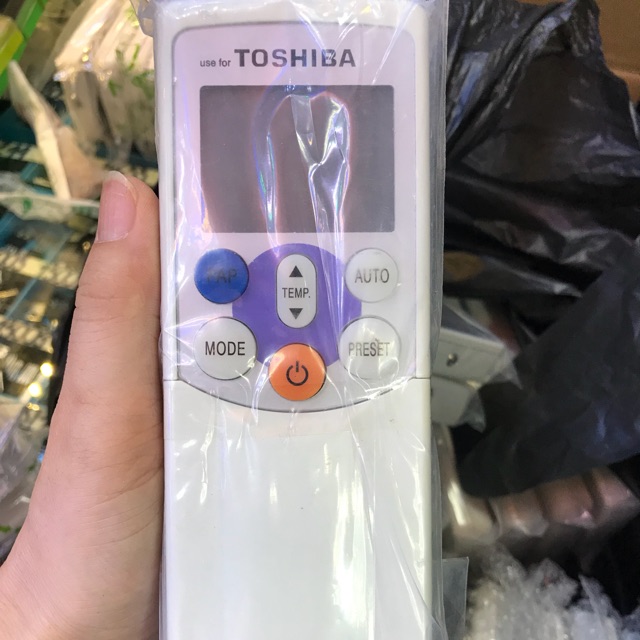 use for TOSHIBA
TEMP.
AUTO
MODE
PRESET